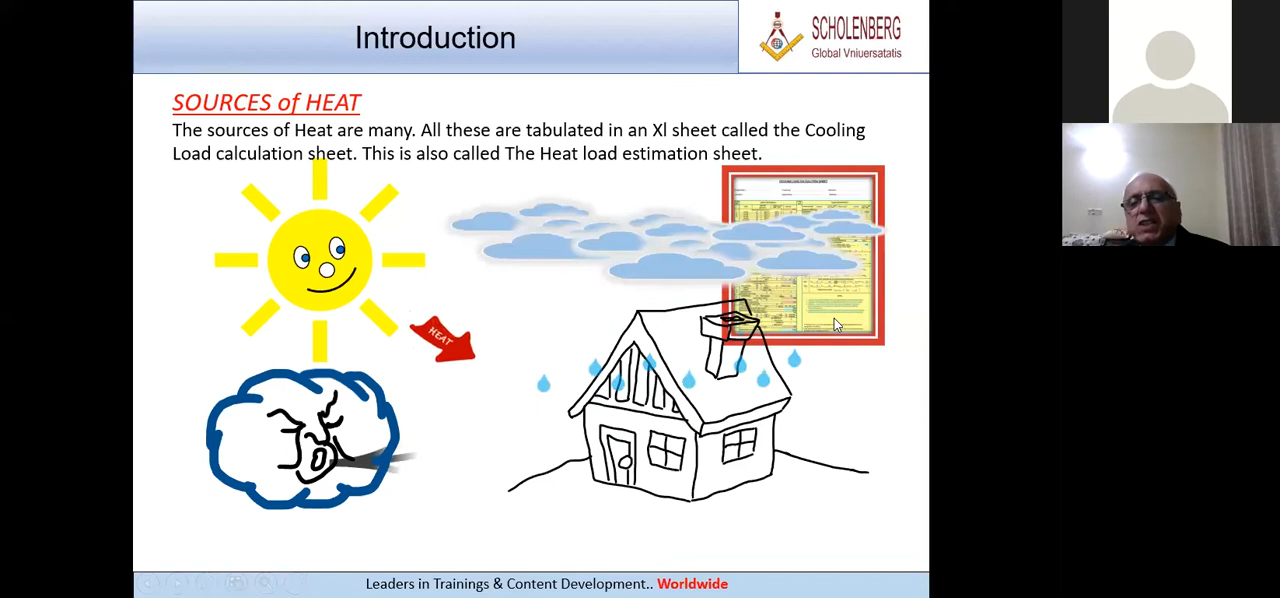 Introduction
SCHOLENBERG
Global Vniuersatatis
SOURCES of HEAT
The sources of Heat are many. All these are tabulated in an Xl sheet called the Cooling
Load calculation sheet. This is also called The Heat load estimation sheet.
HEAT
Leaders in Trainings & Content Development.. Worldwide